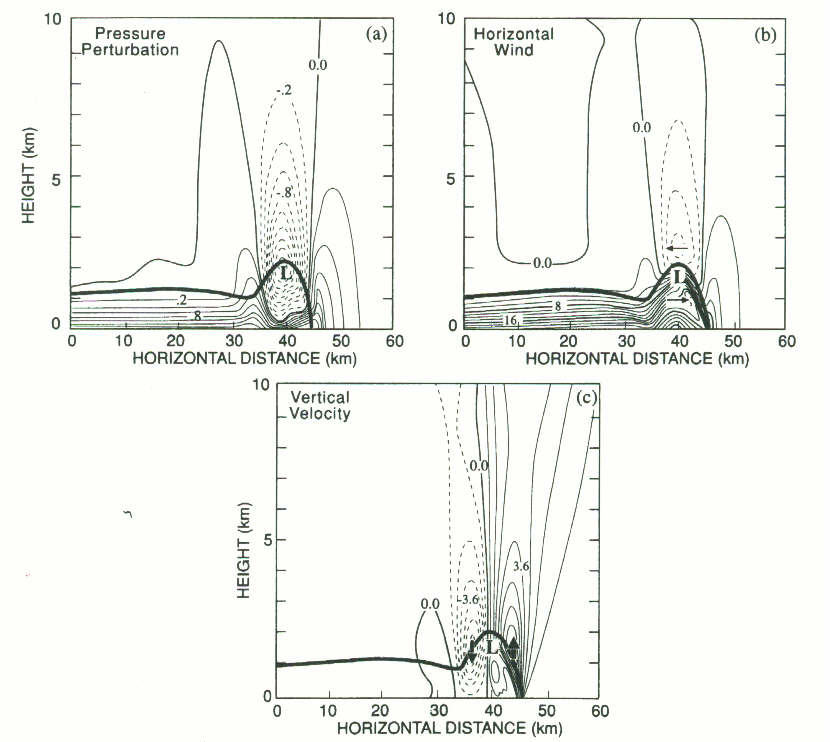 10
Pressure
Perturbation
(a)
0.0
-.2
-.8
5
HEIGHT (km)
L
.2
.8
0
0 10 20 30 40 50 60
HORIZONTAL DISTANCE (km)
10
Horizontal
Wind
(b)
0.0
5
0.0
L
8
16
0
0 10 20 30 40 50 60
HORIZONTAL DISTANCE (km)
10
Vertical
Velocity
(c)
0.0
HEIGHT (km)
5
3.6
-3.6
0.0
L
0
0 10 20 30 40 50 60
HORIZONTAL DISTANCE (km)